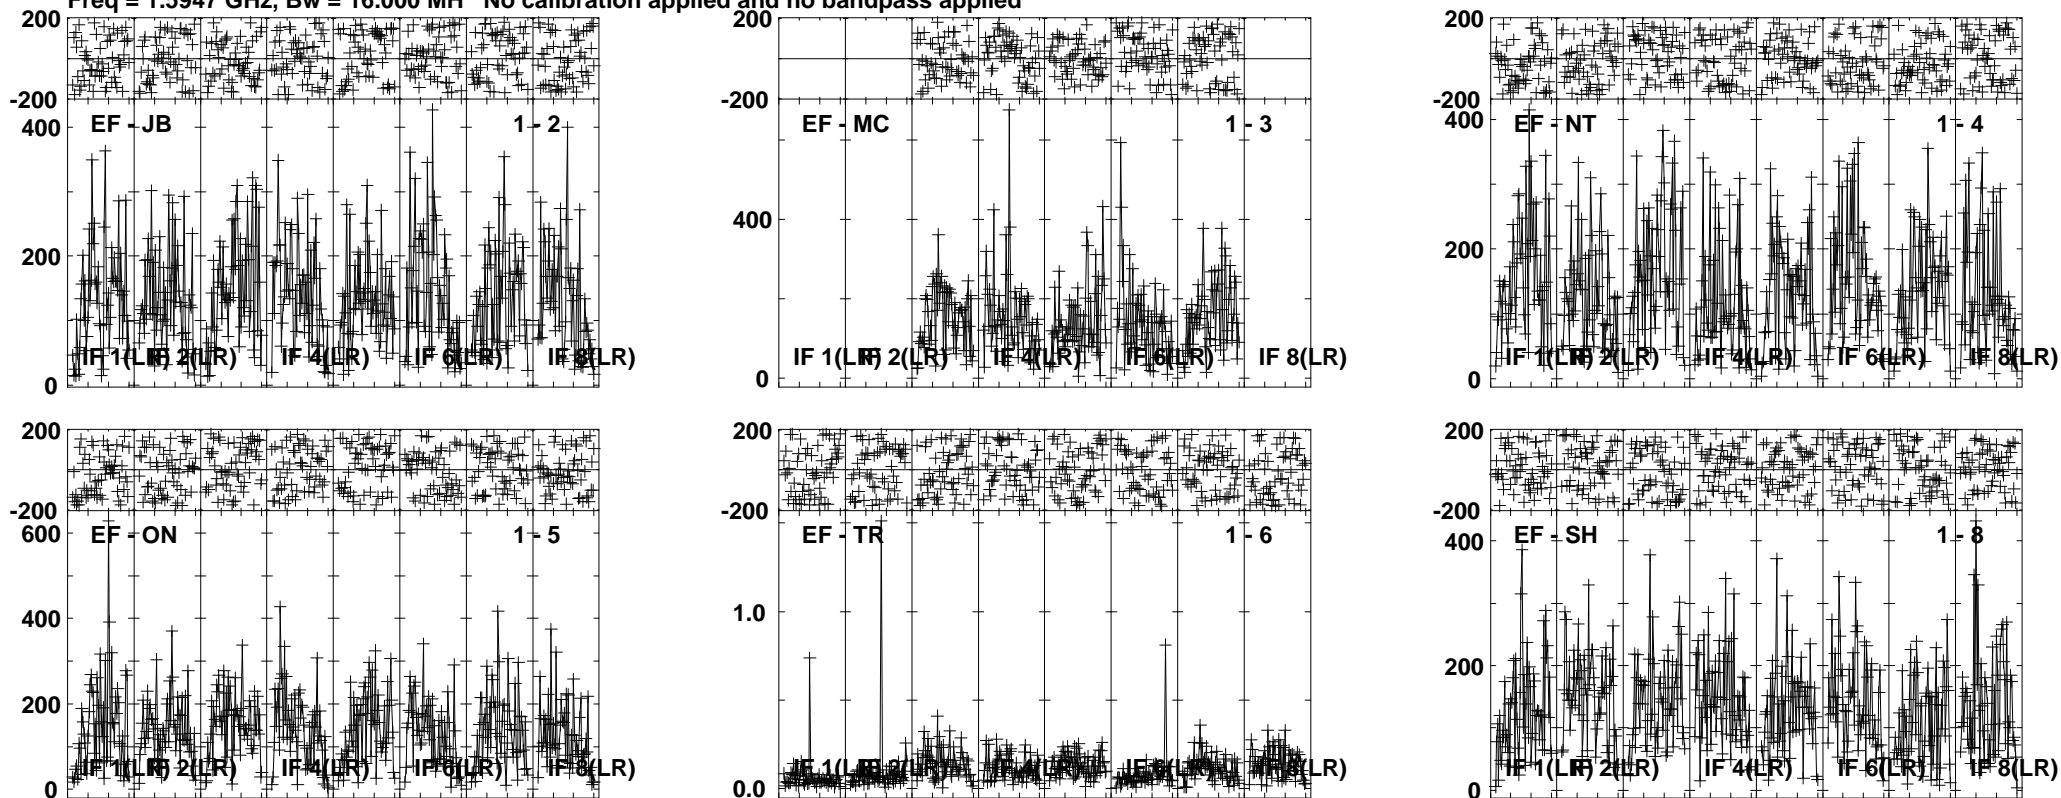 Freq = 1.5947 GHz, Bw = 16.000 MH No calibration applied and no bandpass applied
200
-200
EF - JB 1 - 2
400
200
0
IF 1(LR) IF 2(LR) IF 4(LR) IF 6(LR) IF 8(LR)
200
-200
EF - MC 1 - 3
400
0
IF 1(LR) IF 2(LR) IF 4(LR) IF 6(LR) IF 8(LR)
200
-200
400
EF - NT 1 - 4
200
0
IF 1(LR) IF 2(LR) IF 4(LR) IF 6(LR) IF 8(LR)
200
-200
600
EF - ON 1 - 5
400
200
0
IF 1(LR) IF 2(LR) IF 4(LR) IF 6(LR) IF 8(LR)
200
-200
EF - TR 1 - 6
1.0
0.0
IF 1(LR) IF 2(LR) IF 4(LR) IF 6(LR) IF 8(LR)
200
-200
EF - SH 1 - 8
400
200
0
IF 1(LR) IF 2(LR) IF 4(LR) IF 6(LR) IF 8(LR)